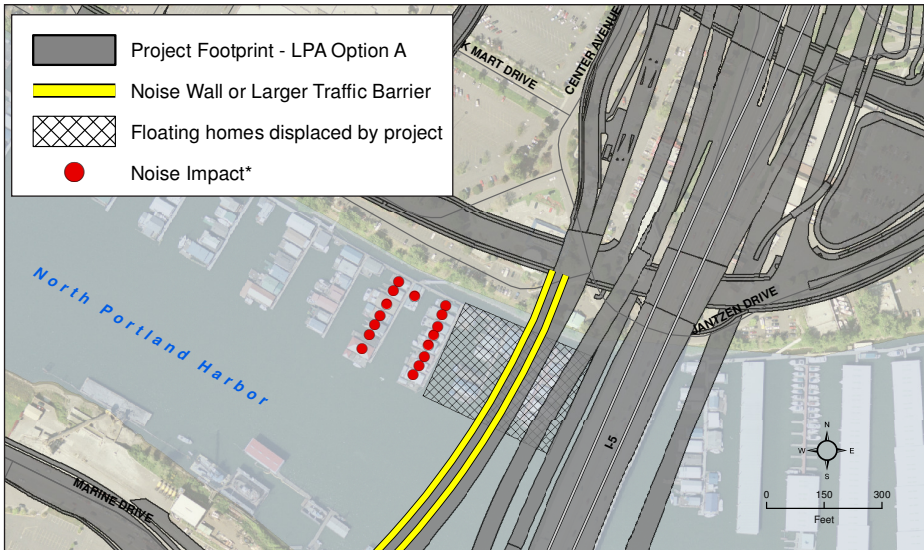 Project Footprint - LPA Option A
Noise Wall or Larger Traffic Barrier
Floating homes displaced by project
Noise Impact*
K MART DRIVE
CENTER AVENUE
North Portland Harbor
JANTZEN DRIVE
I-5
MARINE DRIVE
N
W E
S
0 150 300
Feet